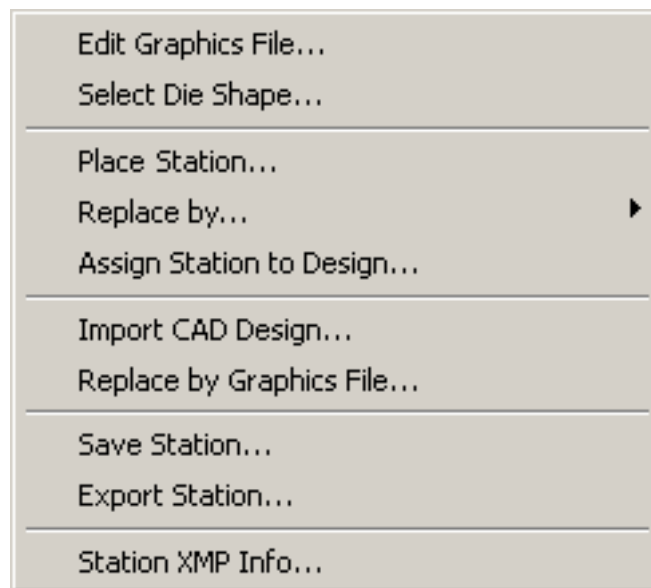 Edit Graphics File...
Select Die Shape...
Place Station...
Replace by...
Assign Station to Design...
Import CAD Design...
Replace by Graphics File...
Save Station...
Export Station...
Station XMP Info...